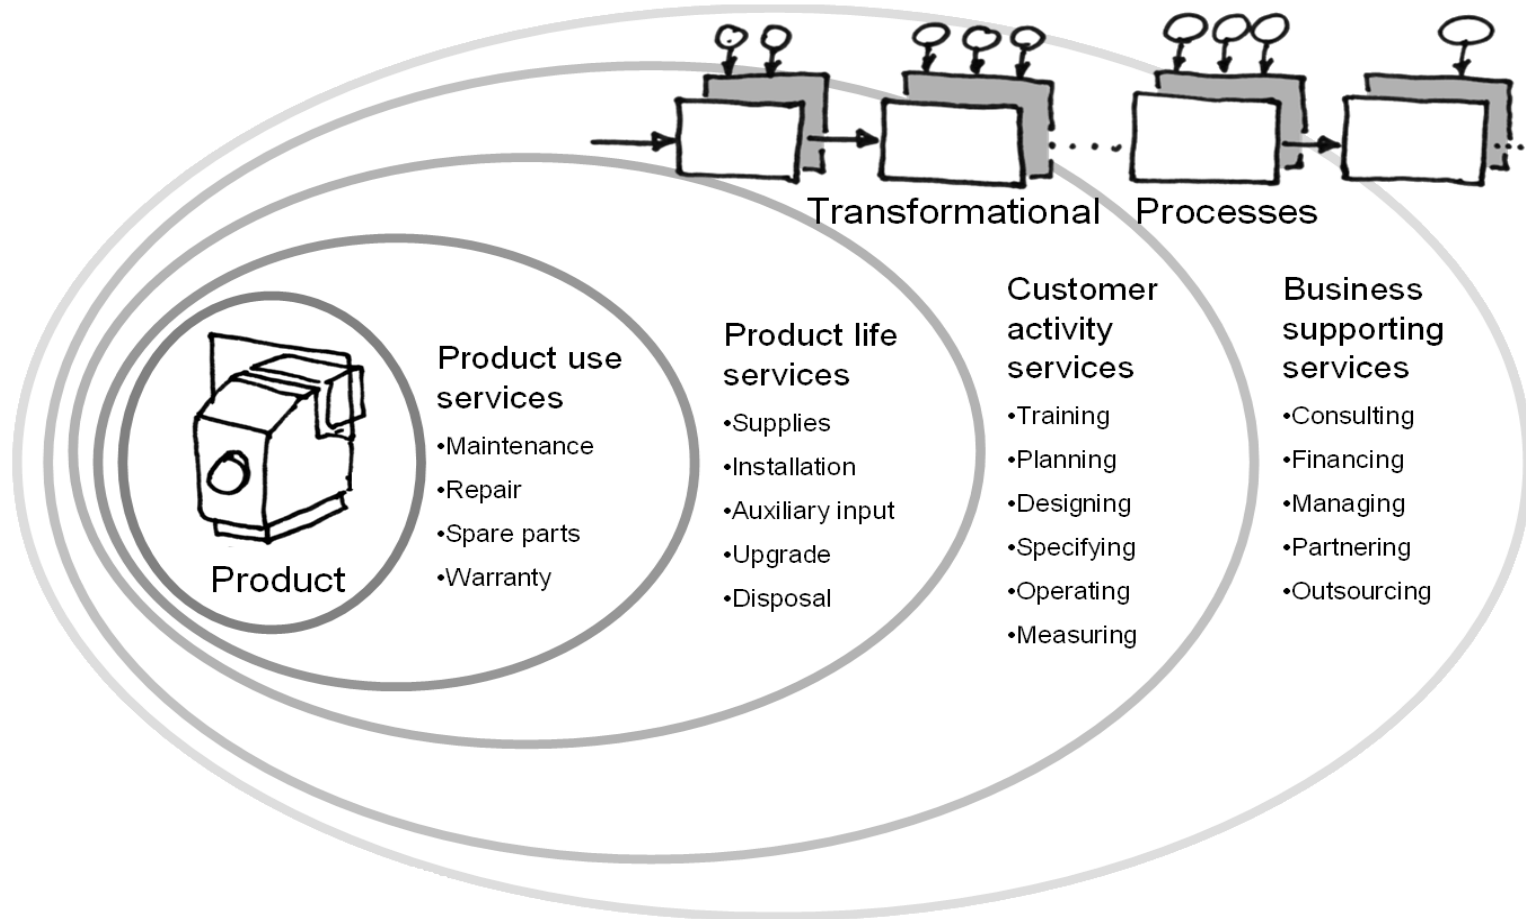 Transformational Processes
Product
Product use
services
•Maintenance
•Repair
•Spare parts
•Warranty
Product life
services
•Supplies
•Installation
•Auxiliary input
•Upgrade
•Disposal
Customer
activity
services
•Training
•Planning
•Designing
•Specifying
•Operating
•Measuring
Business
supporting
services
•Consulting
•Financing
•Managing
•Partnering
•Outsourcing